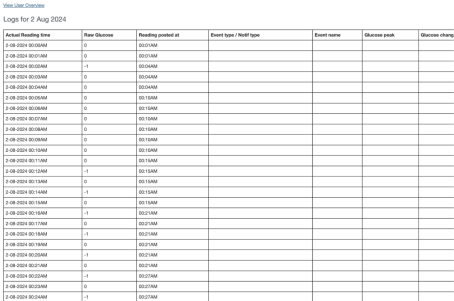 View User Overview
Logs for 2 Aug 2024
Actual Reading time Raw Glucose Reading posted at Event type / Notif type Event name Glucose peak Glucose chang
2-08-2024 00:00AM 0 00:01AM
2-08-2024 00:01AM 0 00:01AM
2-08-2024 00:02AM -1 00:04AM
2-08-2024 00:03AM 0 00:04AM
2-08-2024 00:04AM 0 00:04AM
2-08-2024 00:05AM 0 00:10AM
2-08-2024 00:06AM 0 00:10AM
2-08-2024 00:07AM 0 00:10AM
2-08-2024 00:08AM 0 00:10AM
2-08-2024 00:09AM 0 00:10AM
2-08-2024 00:10AM 0 00:10AM
2-08-2024 00:11AM 0 00:15AM
2-08-2024 00:12AM -1 00:15AM
2-08-2024 00:13AM 0 00:15AM
2-08-2024 00:14AM -1 00:15AM
2-08-2024 00:15AM 0 00:15AM
2-08-2024 00:16AM -1 00:21AM
2-08-2024 00:17AM 0 00:21AM
2-08-2024 00:18AM -1 00:21AM
2-08-2024 00:19AM 0 00:21AM
2-08-2024 00:20AM -1 00:21AM
2-08-2024 00:21AM 0 00:21AM
2-08-2024 00:22AM -1 00:27AM
2-08-2024 00:23AM 0 00:27AM
2-08-2024 00:24AM -1 00:27AM